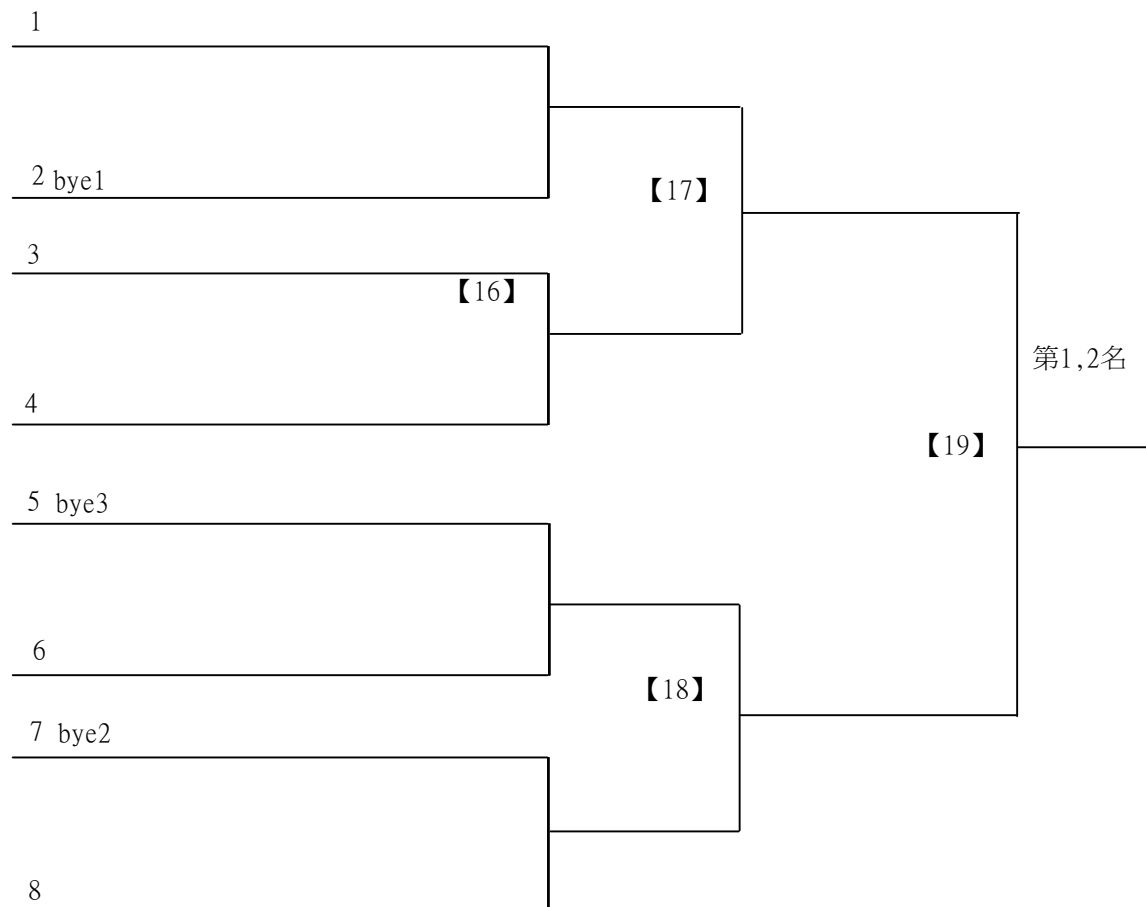 1
2 bye1
【17】
3
【16】
第1,2名
4
【19】
5 bye3
6
【18】
7 bye2
8